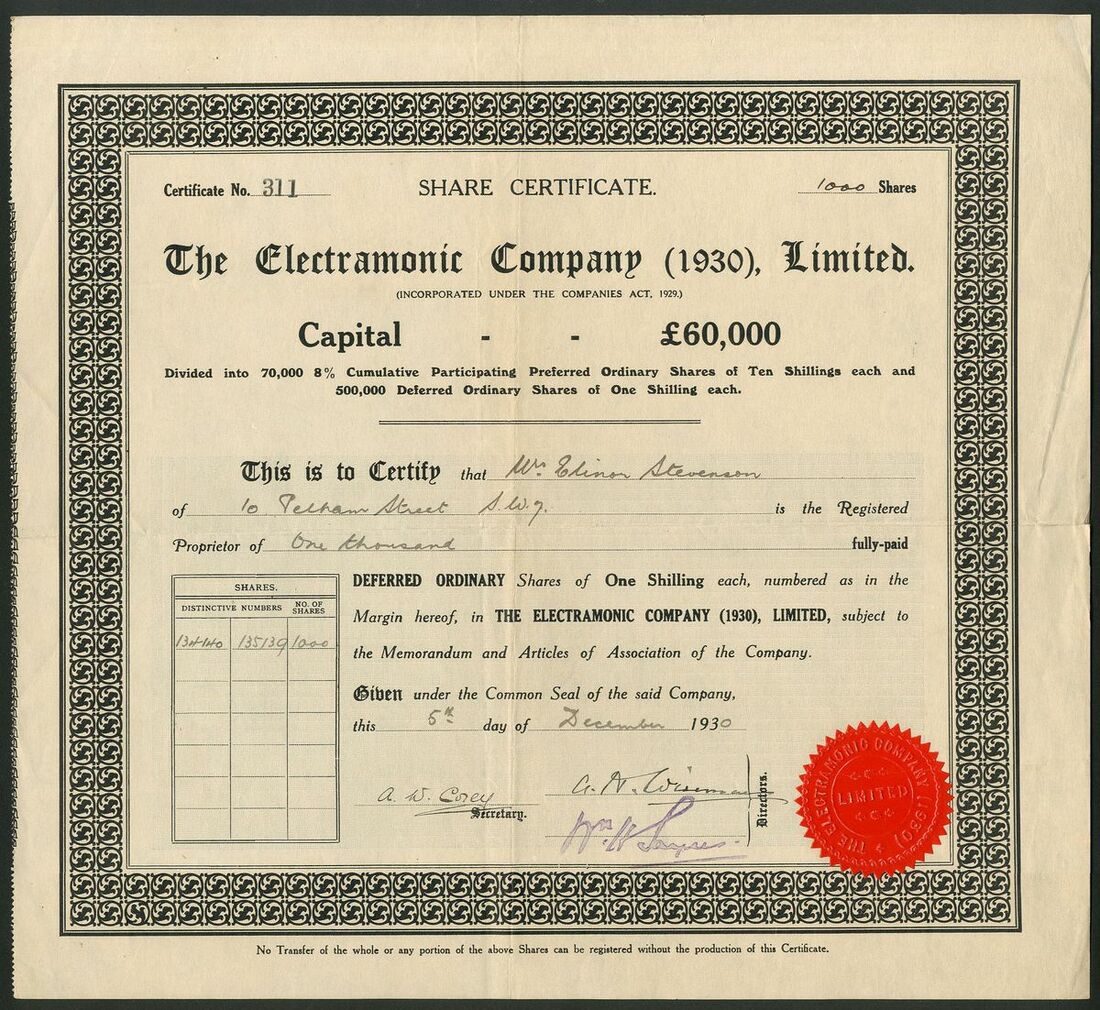 Certificate No. 311 SHARE CERTIFICATE. 1000 Shares
The Electramonic Company (1930), Limited.
(INCORPORATED UNDER THE COMPANIES ACT, 1929.)
Capital - - £60,000
Divided into 70,000 8% Cumulative Participating Preferred Ordinary Shares of Ten Shillings each and
500,000 Deferred Ordinary Shares of One Shilling each.
This is to Certify that Elinor Stevenson
of 10 Pelham Street S.W.7. is the Registered
Proprietor of One thousand fully-paid
DEFERRED ORDINARY Shares of One Shilling each, numbered as in the
Margin hereof, in THE ELECTRAMONIC COMPANY (1930), LIMITED, subject to
the Memorandum and Articles of Association of the Company.
Given under the Common Seal of the said Company,
this 5th day of December 1930
SHARES.
DISTINCTIVE NUMBERS NO. OF SHARES
134140 135139 1000
A. W. Corey
Secretary.
Directors.
THE ELECTRAMONIC COMPANY (1930)
LIMITED
No Transfer of the whole or any portion of the above Shares can be registered without the production of this Certificate.